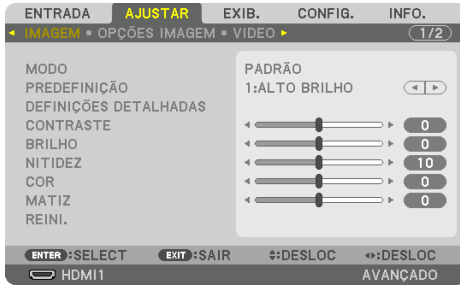 ENTRADA AJUSTAR EXIB. CONFIG. INFO.
IMAGEM • OPÇÕES IMAGEM • VIDEO 1/2
MODO PADRÃO
PREDEFINIÇÃO 1:ALTO BRILHO
DEFINIÇÕES DETALHADAS
CONTRASTE 0
BRILHO 0
NITIDEZ 10
COR 0
MATIZ 0
REINI.
ENTER :SELECT EXIT :SAIR :DESLOC :DESLOC
HDMI1 AVANÇADO